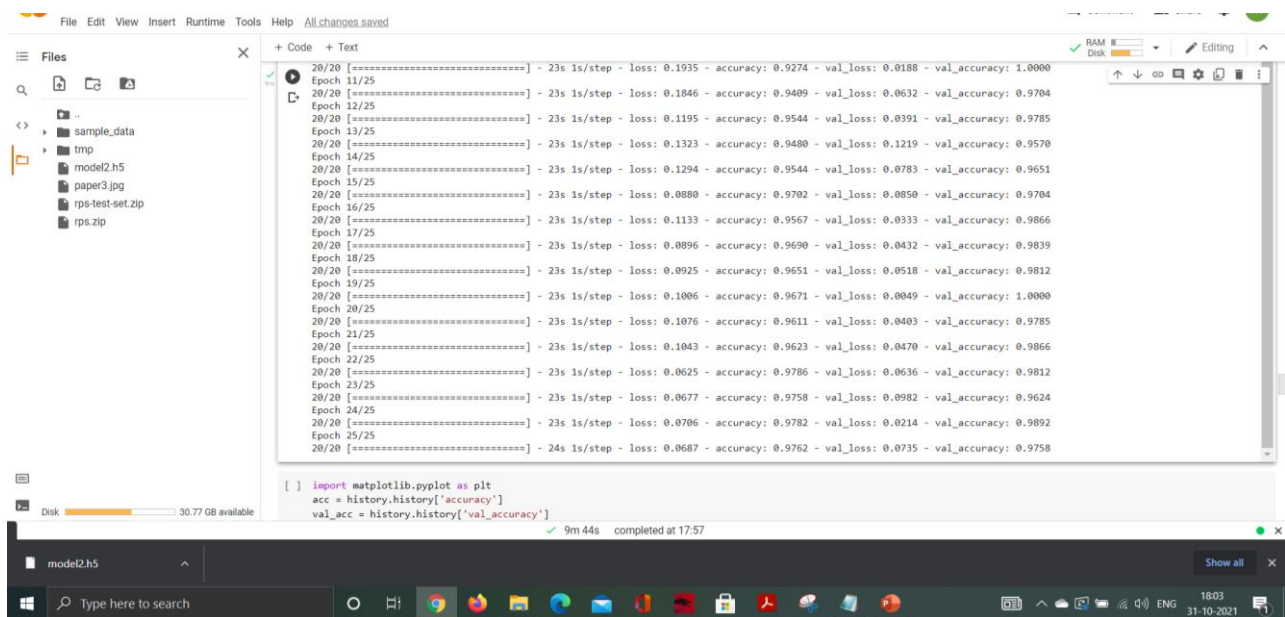 File Edit View Insert Runtime Tools Help All changes saved
Files
+ Code + Text
RAM
Disk
Editing
..
sample_data
tmp
model2.h5
paper3.jpg
rps-test-set.zip
rps.zip
Disk 30.77 GB available
20/20 [==============================] - 23s 1s/step - loss: 0.1935 - accuracy: 0.9274 - val_loss: 0.0188 - val_accuracy: 1.0000
Epoch 11/25
20/20 [==============================] - 23s 1s/step - loss: 0.1846 - accuracy: 0.9409 - val_loss: 0.0632 - val_accuracy: 0.9704
Epoch 12/25
20/20 [==============================] - 23s 1s/step - loss: 0.1195 - accuracy: 0.9544 - val_loss: 0.0391 - val_accuracy: 0.9785
Epoch 13/25
20/20 [==============================] - 23s 1s/step - loss: 0.1323 - accuracy: 0.9480 - val_loss: 0.1219 - val_accuracy: 0.9570
Epoch 14/25
20/20 [==============================] - 23s 1s/step - loss: 0.1294 - accuracy: 0.9544 - val_loss: 0.0783 - val_accuracy: 0.9651
Epoch 15/25
20/20 [==============================] - 23s 1s/step - loss: 0.0880 - accuracy: 0.9702 - val_loss: 0.0850 - val_accuracy: 0.9704
Epoch 16/25
20/20 [==============================] - 23s 1s/step - loss: 0.1133 - accuracy: 0.9567 - val_loss: 0.0333 - val_accuracy: 0.9866
Epoch 17/25
20/20 [==============================] - 23s 1s/step - loss: 0.0896 - accuracy: 0.9690 - val_loss: 0.0432 - val_accuracy: 0.9839
Epoch 18/25
20/20 [==============================] - 23s 1s/step - loss: 0.0925 - accuracy: 0.9651 - val_loss: 0.0518 - val_accuracy: 0.9812
Epoch 19/25
20/20 [==============================] - 23s 1s/step - loss: 0.1006 - accuracy: 0.9671 - val_loss: 0.0049 - val_accuracy: 1.0000
Epoch 20/25
20/20 [==============================] - 23s 1s/step - loss: 0.1076 - accuracy: 0.9611 - val_loss: 0.0403 - val_accuracy: 0.9785
Epoch 21/25
20/20 [==============================] - 23s 1s/step - loss: 0.1043 - accuracy: 0.9623 - val_loss: 0.0470 - val_accuracy: 0.9866
Epoch 22/25
20/20 [==============================] - 23s 1s/step - loss: 0.0625 - accuracy: 0.9786 - val_loss: 0.0636 - val_accuracy: 0.9812
Epoch 23/25
20/20 [==============================] - 23s 1s/step - loss: 0.0677 - accuracy: 0.9758 - val_loss: 0.0982 - val_accuracy: 0.9624
Epoch 24/25
20/20 [==============================] - 23s 1s/step - loss: 0.0706 - accuracy: 0.9782 - val_loss: 0.0214 - val_accuracy: 0.9892
Epoch 25/25
20/20 [==============================] - 24s 1s/step - loss: 0.0687 - accuracy: 0.9762 - val_loss: 0.0735 - val_accuracy: 0.9758
[ ] import matplotlib.pyplot as plt
acc = history.history['accuracy']
val_acc = history.history['val_accuracy']
9m 44s completed at 17:57
model2.h5
Show all
Type here to search
ENG
18:03
31-10-2021